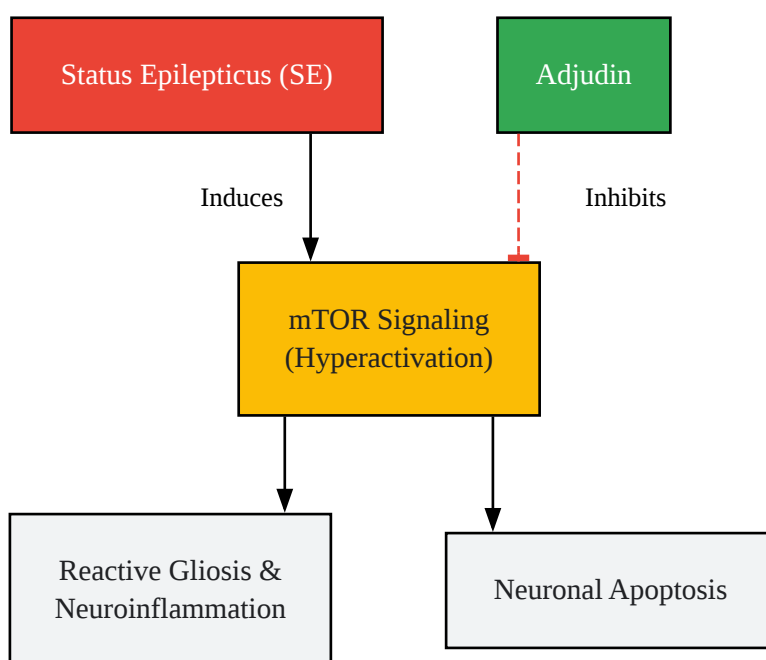 Status Epilepticus (SE)
Adjudin
Induces
Inhibits
mTOR Signaling
(Hyperactivation)
Reactive Gliosis &
Neuroinflammation
Neuronal Apoptosis